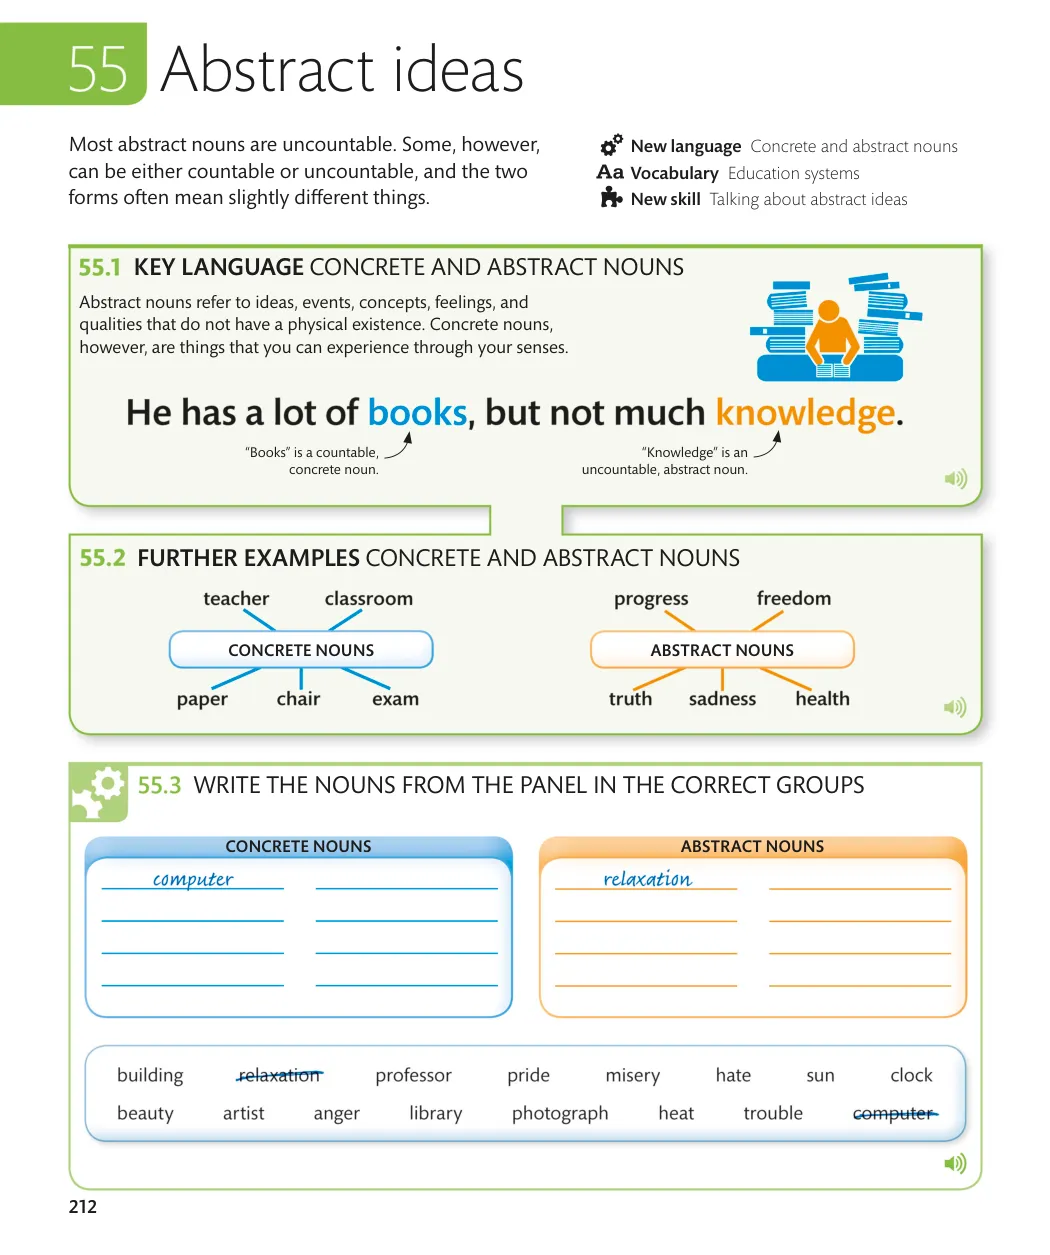 55 Abstract ideas
Most abstract nouns are uncountable. Some, however,
can be either countable or uncountable, and the two
forms often mean slightly different things.
New language Concrete and abstract nouns
Aa Vocabulary Education systems
New skill Talking about abstract ideas
55.1 KEY LANGUAGE CONCRETE AND ABSTRACT NOUNS
Abstract nouns refer to ideas, events, concepts, feelings, and
qualities that do not have a physical existence. Concrete nouns,
however, are things that you can experience through your senses.
He has a lot of books, but not much knowledge.
“Books” is a countable,
concrete noun.
“Knowledge” is an
uncountable, abstract noun.
55.2 FURTHER EXAMPLES CONCRETE AND ABSTRACT NOUNS
teacher classroom
CONCRETE NOUNS
paper chair exam
progress freedom
ABSTRACT NOUNS
truth sadness health
55.3 WRITE THE NOUNS FROM THE PANEL IN THE CORRECT GROUPS
CONCRETE NOUNS
computer
ABSTRACT NOUNS
relaxation
building relaxation professor pride misery hate sun clock
beauty artist anger library photograph heat trouble computer
212